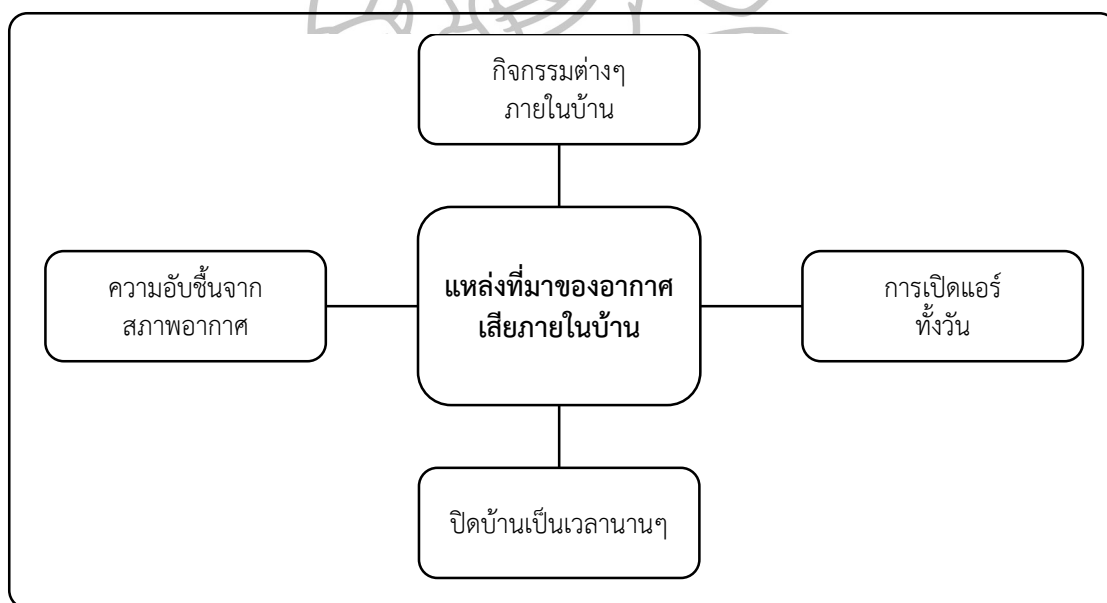 กิจกรรมต่างๆ
ภายในบ้าน
ความอับชื้นจาก
สภาพอากาศ
แหล่งที่มาของอากาศ
เสียภายในบ้าน
การเปิดแอร์
ทั้งวัน
ปิดบ้านเป็นเวลานานๆ